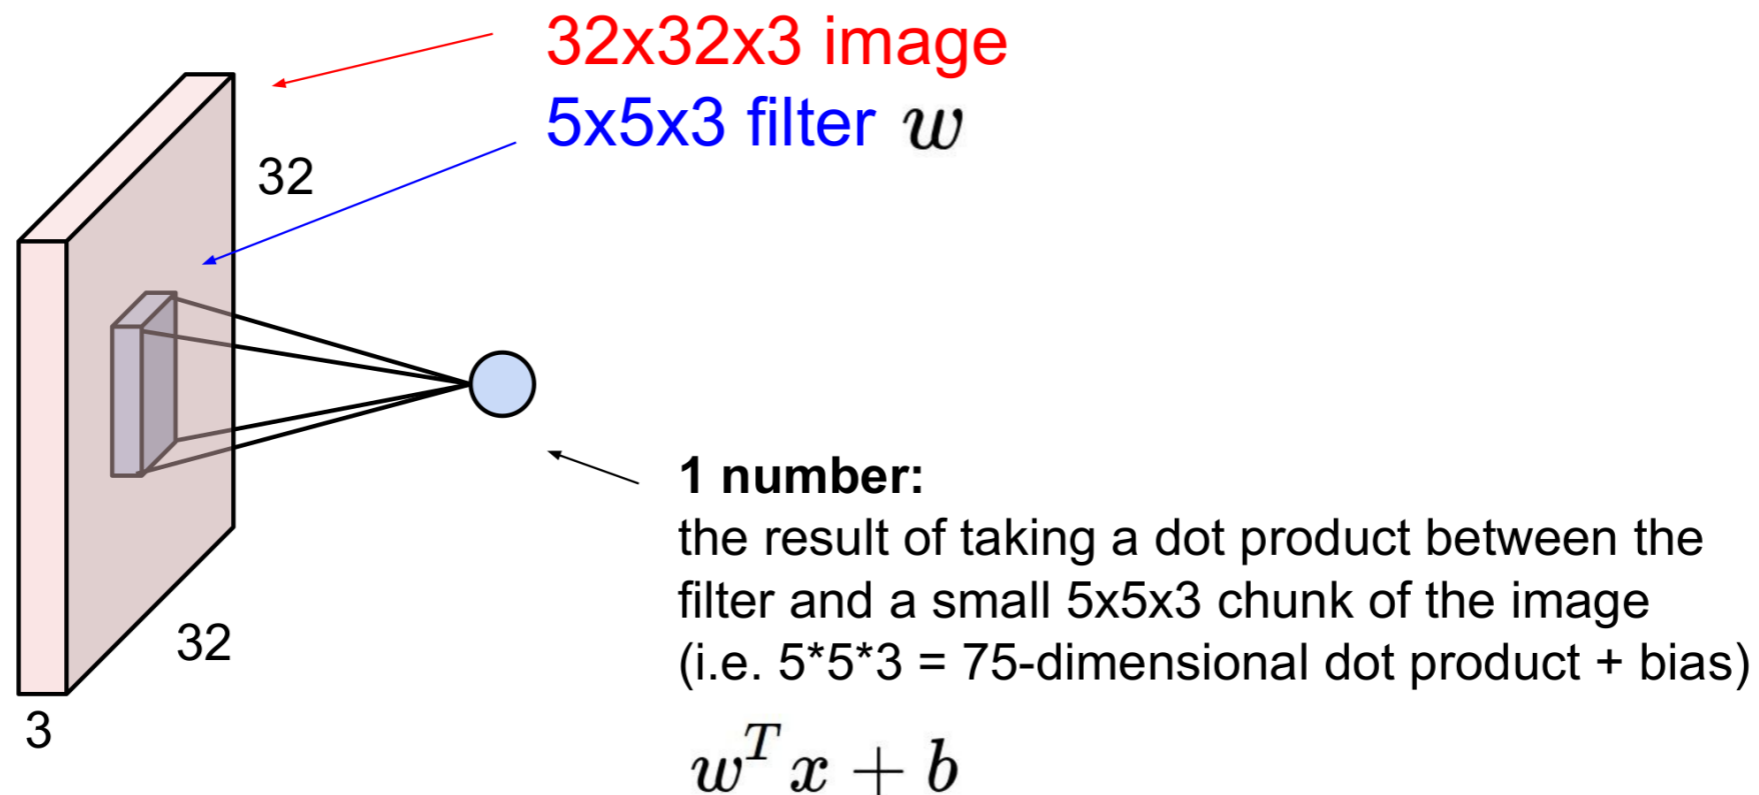 32x32x3 image
5x5x3 filter w
32
32
3
1 number:
the result of taking a dot product between the
filter and a small 5x5x3 chunk of the image
(i.e. 5*5*3 = 75-dimensional dot product + bias)
w^T x + b